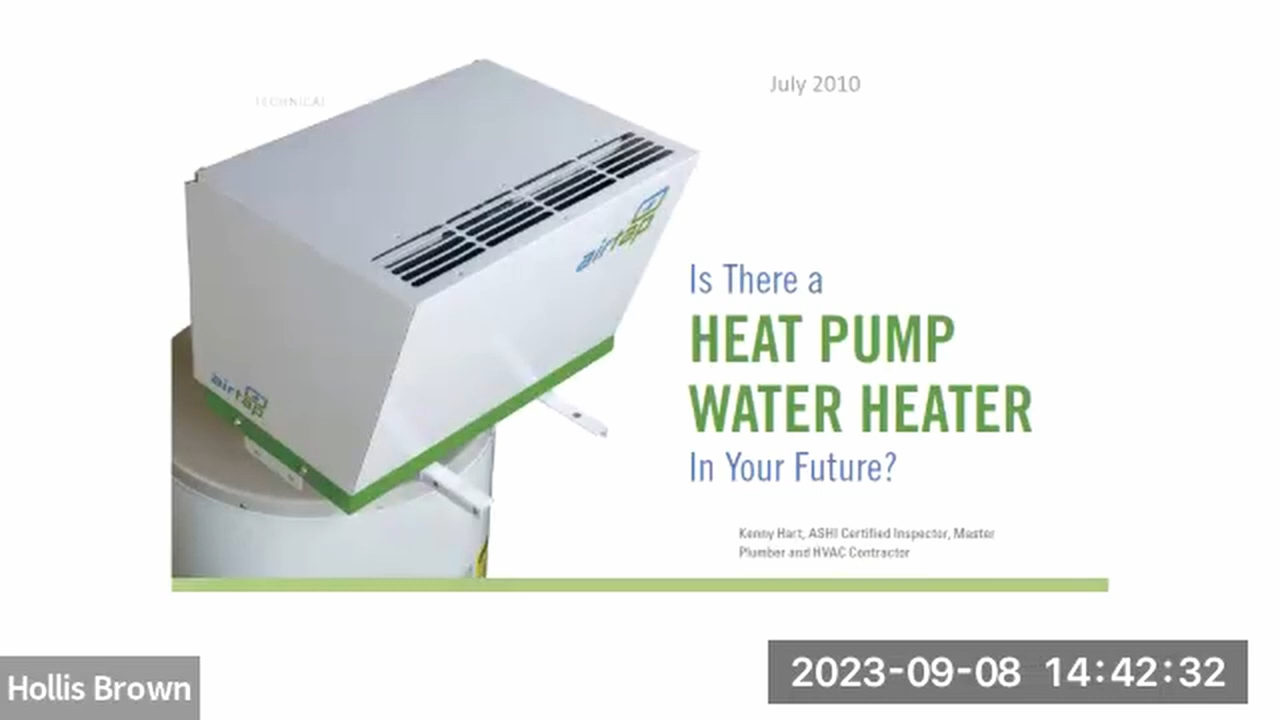 TECHNICAL
July 2010
airtap
airtap
Is There a
HEAT PUMP
WATER HEATER
In Your Future?
Kenny Hart, ASHI Certified Inspector, Master
Plumber and HVAC Contractor
Hollis Brown
2023-09-08 14:42:32